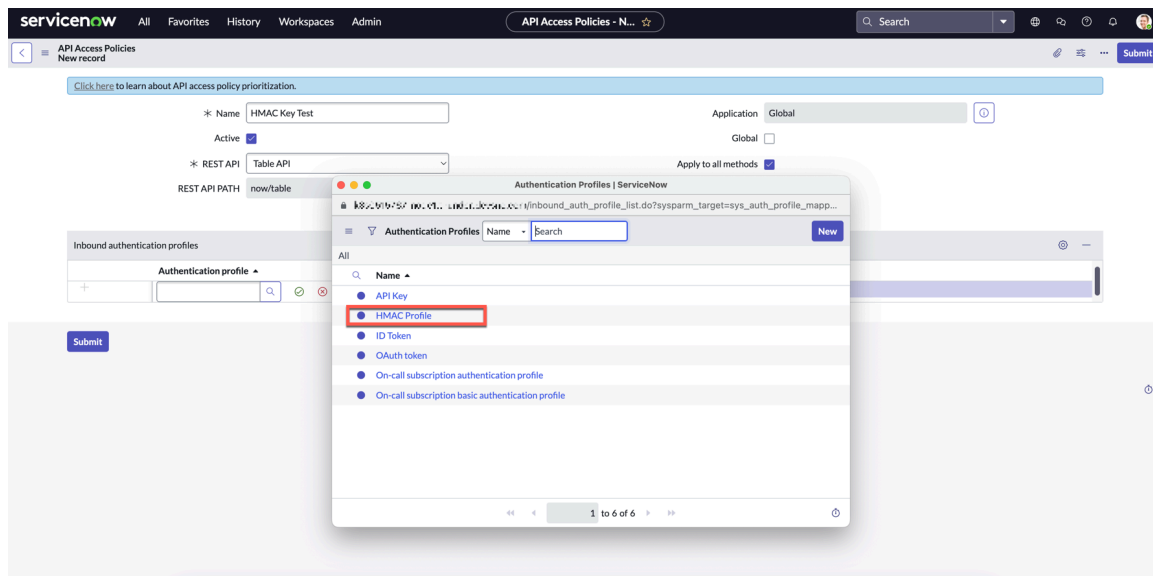 servicenow All Favorites History Workspaces Admin API Access Policies - N... Search
API Access Policies
New record
Submit
Click here to learn about API access policy prioritization.
Name HMAC Key Test Application Global
Active Global
REST API Table API Apply to all methods
REST API PATH now/table
Authentication Profiles | ServiceNow
/inbound_auth_profile_list.do?sysparm_target=sys_auth_profile_mapp...
Authentication Profiles Name Search New
All
Name
API Key
HMAC Profile
ID Token
OAuth token
On-call subscription authentication profile
On-call subscription basic authentication profile
1 to 6 of 6
Inbound authentication profiles
Authentication profile
Submit